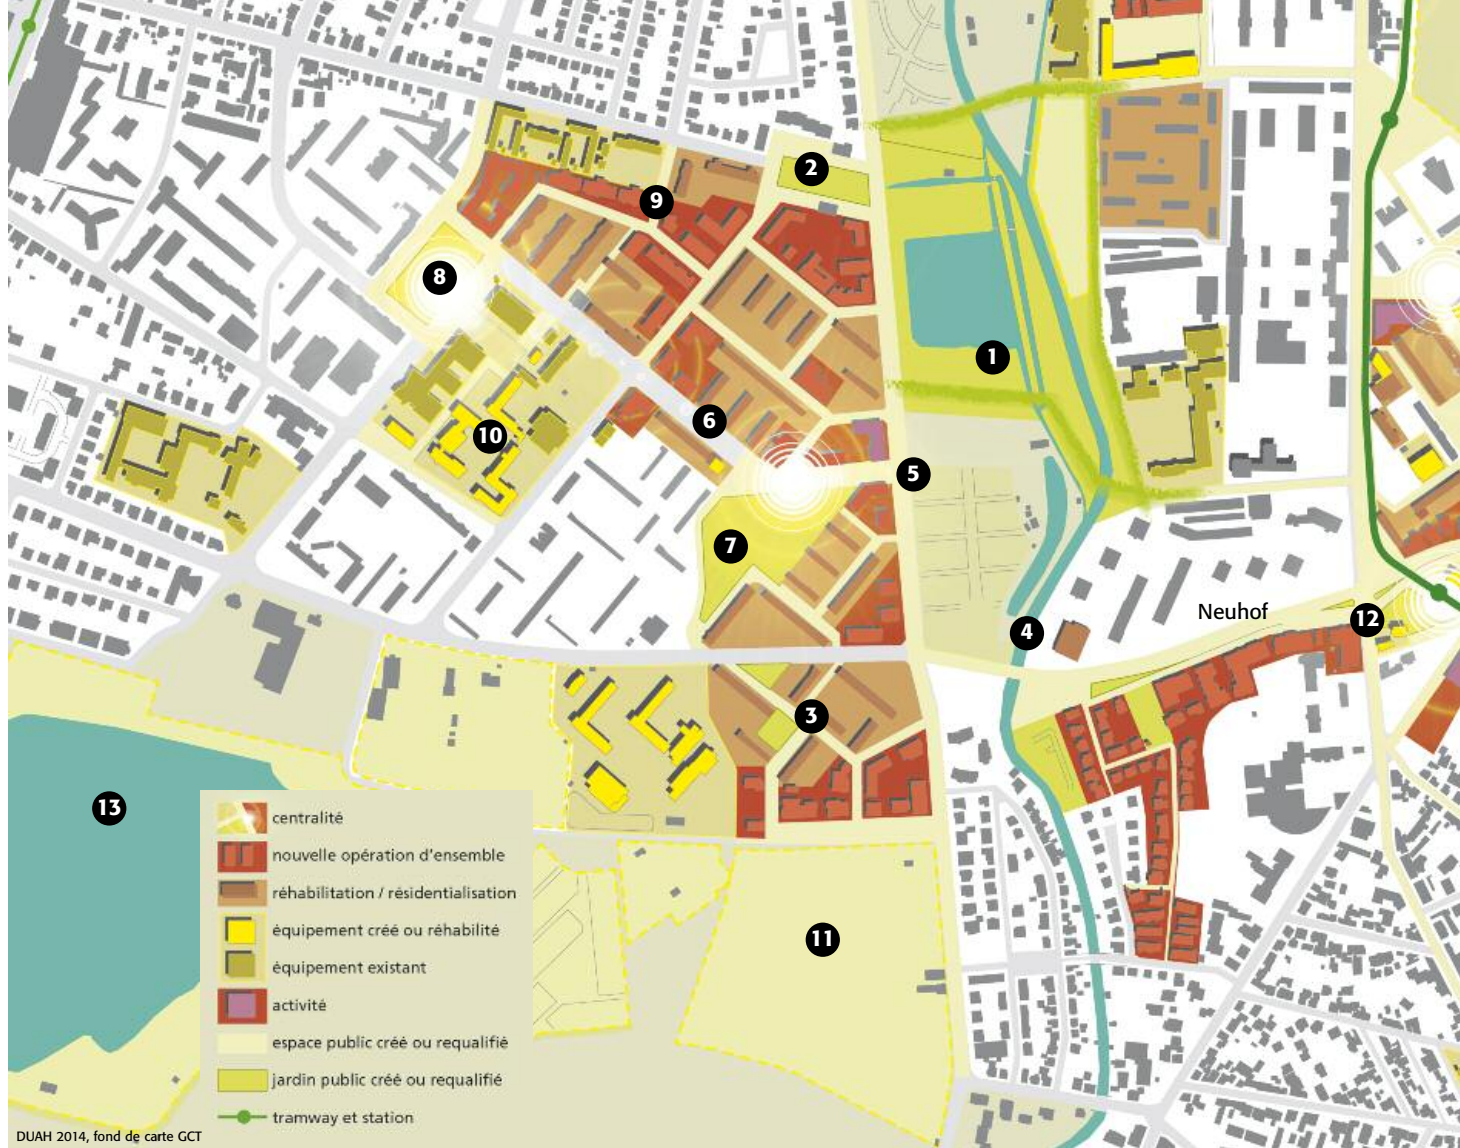 2
9
8
1
6
10
5
7
Neuhof
12
4
3
13
11
centralité
nouvelle opération d'ensemble
réhabilitation / résidentialisation
équipement créé ou réhabilité
équipement existant
activité
espace public créé ou requalifié
jardin public créé ou requalifié
tramway et station
DUAH 2014, fond de carte GCT